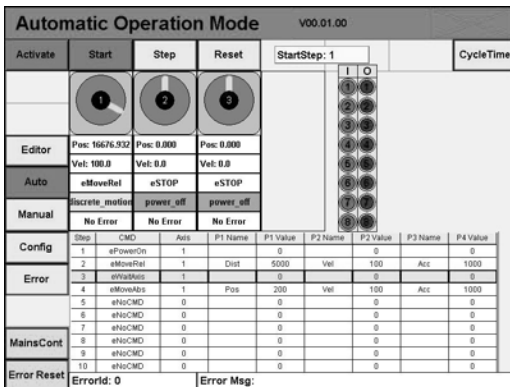 Automatic Operation Mode V00.01.00
Activate Start Step Reset StartStep: 1 CycleTime
I O
1 2 3
1 1
2 2
3 3
4 4
5 5
6 6
7 7
8 8
Editor Pos: 16676.932 Pos: 0.000 Pos: 0.000
Vel: 100.0 Vel: 0.0 Vel: 0.0
Auto eMoveRel eSTOP eSTOP
discrete_motion power_off power_off
Manual No Error No Error No Error
Step CMD Axis P1 Name P1 Value P2 Name P2 Value P3 Name P4 Value
Config 1 ePowerOn 1 0 0 0
2 eMoveRel 1 Dist 5000 Vel 100 Acc 1000
Error 3 eWaitAxis 1 0 0 0
4 eMoveAbs 1 Pos 200 Vel 100 Acc 1000
5 eNoCMD 0 0 0
6 eNoCMD 0 0 0
7 eNoCMD 0 0 0
MainsCont 8 eNoCMD 0 0 0
9 eNoCMD 0 0 0
10 eNoCMD 0 0 0
Error Reset ErrorId: 0 Error Msg: